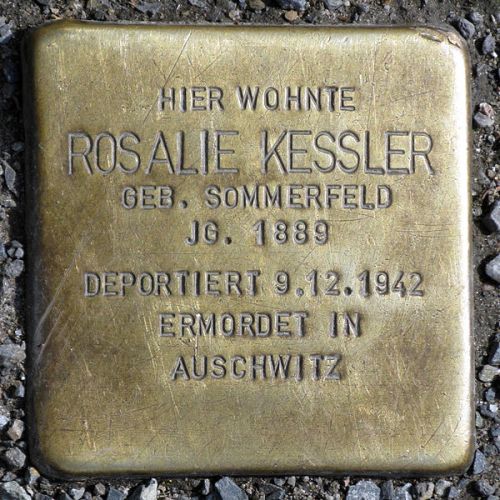 HIER WOHNTE
ROSALIE KESSLER
GEB. SOMMERFELD
JG. 1889
DEPORTIERT 9.12.1942
ERMORDET IN
AUSCHWITZ